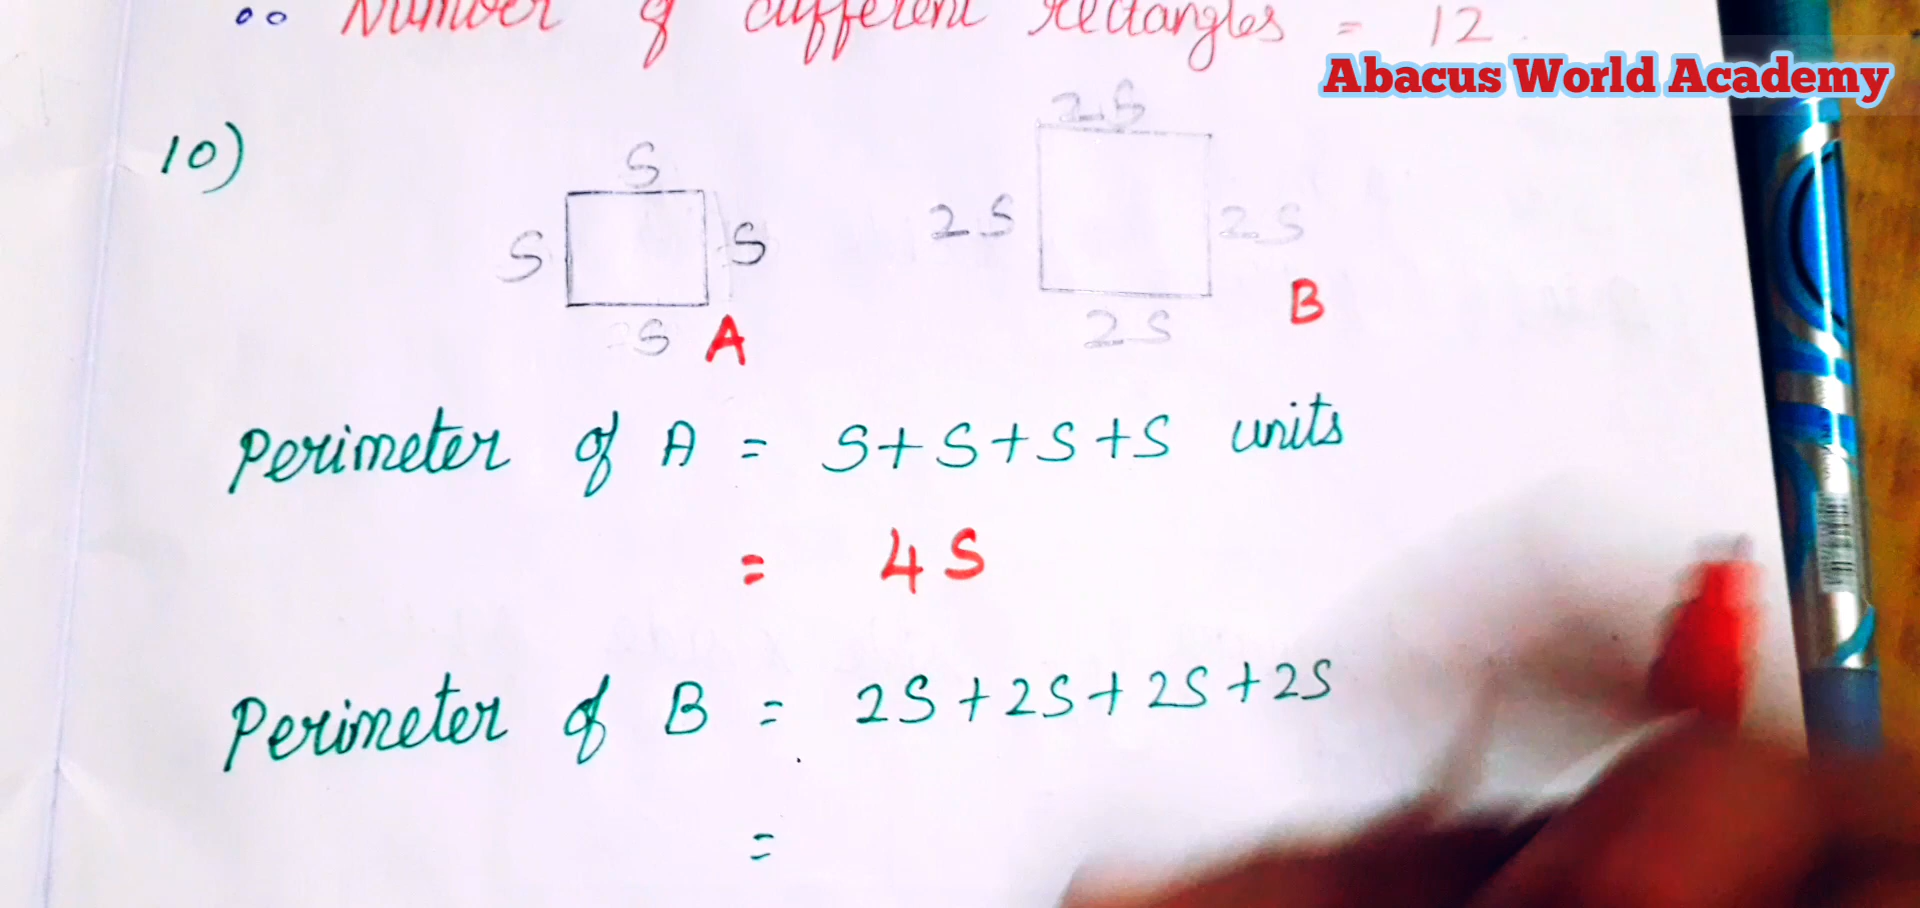 ∴ Number of different rectangles = 12.
Abacus World Academy
10)
S
S
S
S
A
2S
2S
2S
2S
B
Perimeter of A = S+S+S+S units
= 4S
Perimeter of B = 2S+2S+2S+2S
=